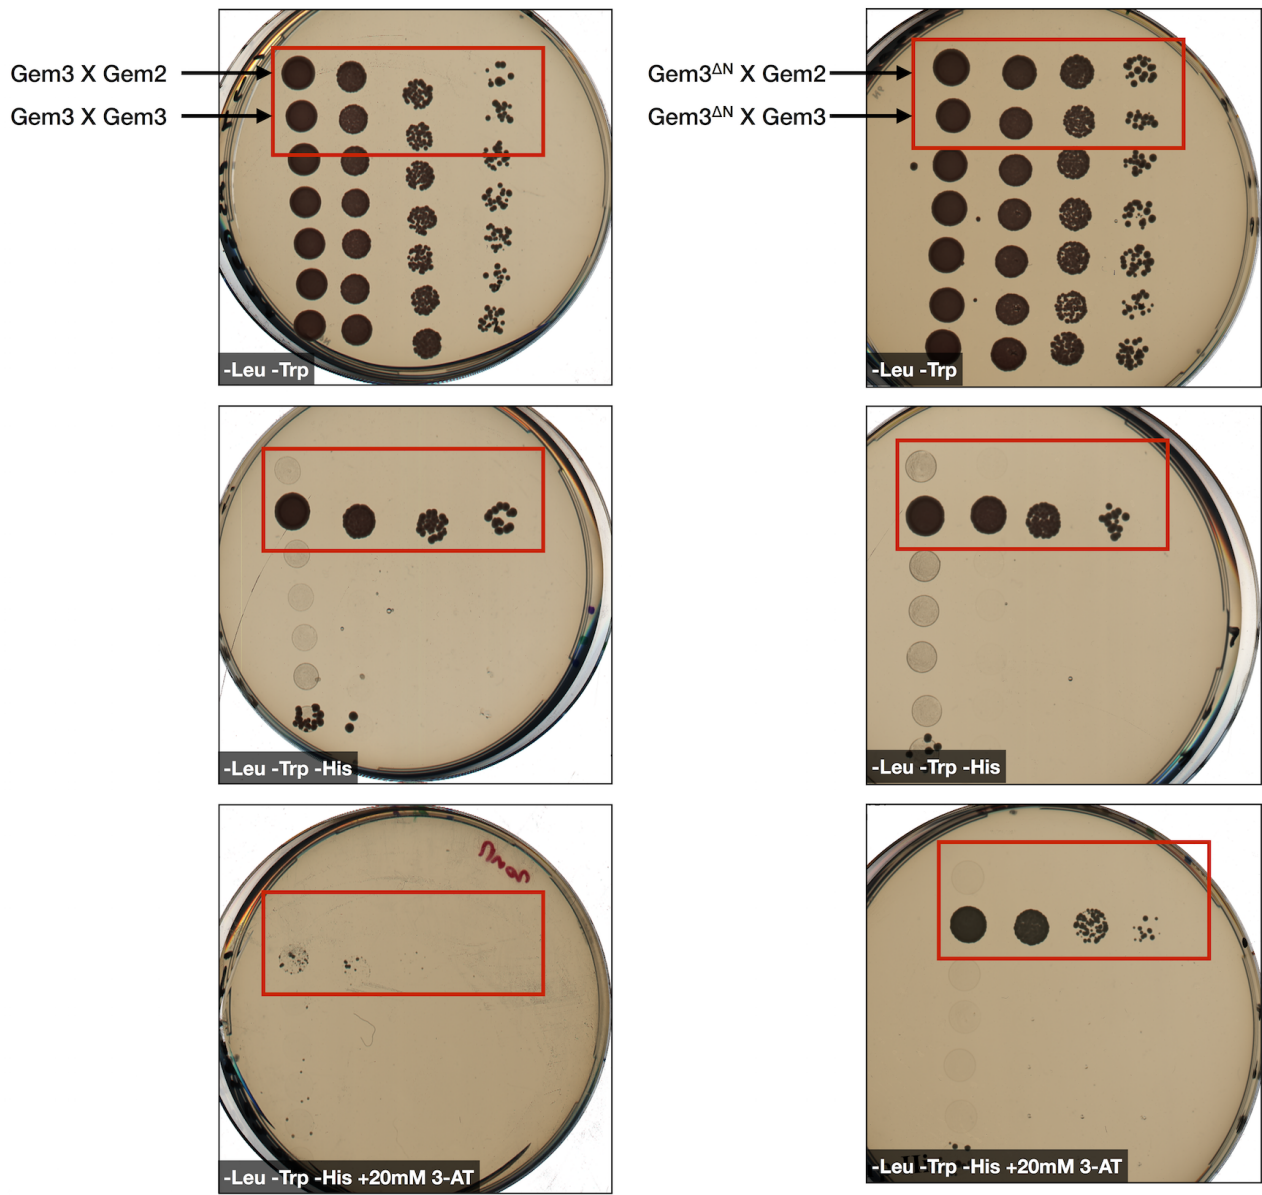 Gem3 X Gem2
Gem3 X Gem3
Gem3ΔN X Gem2
Gem3ΔN X Gem3
-Leu -Trp
-Leu -Trp
-Leu -Trp -His
-Leu -Trp -His
-Leu -Trp -His +20mM 3-AT
-Leu -Trp -His +20mM 3-AT